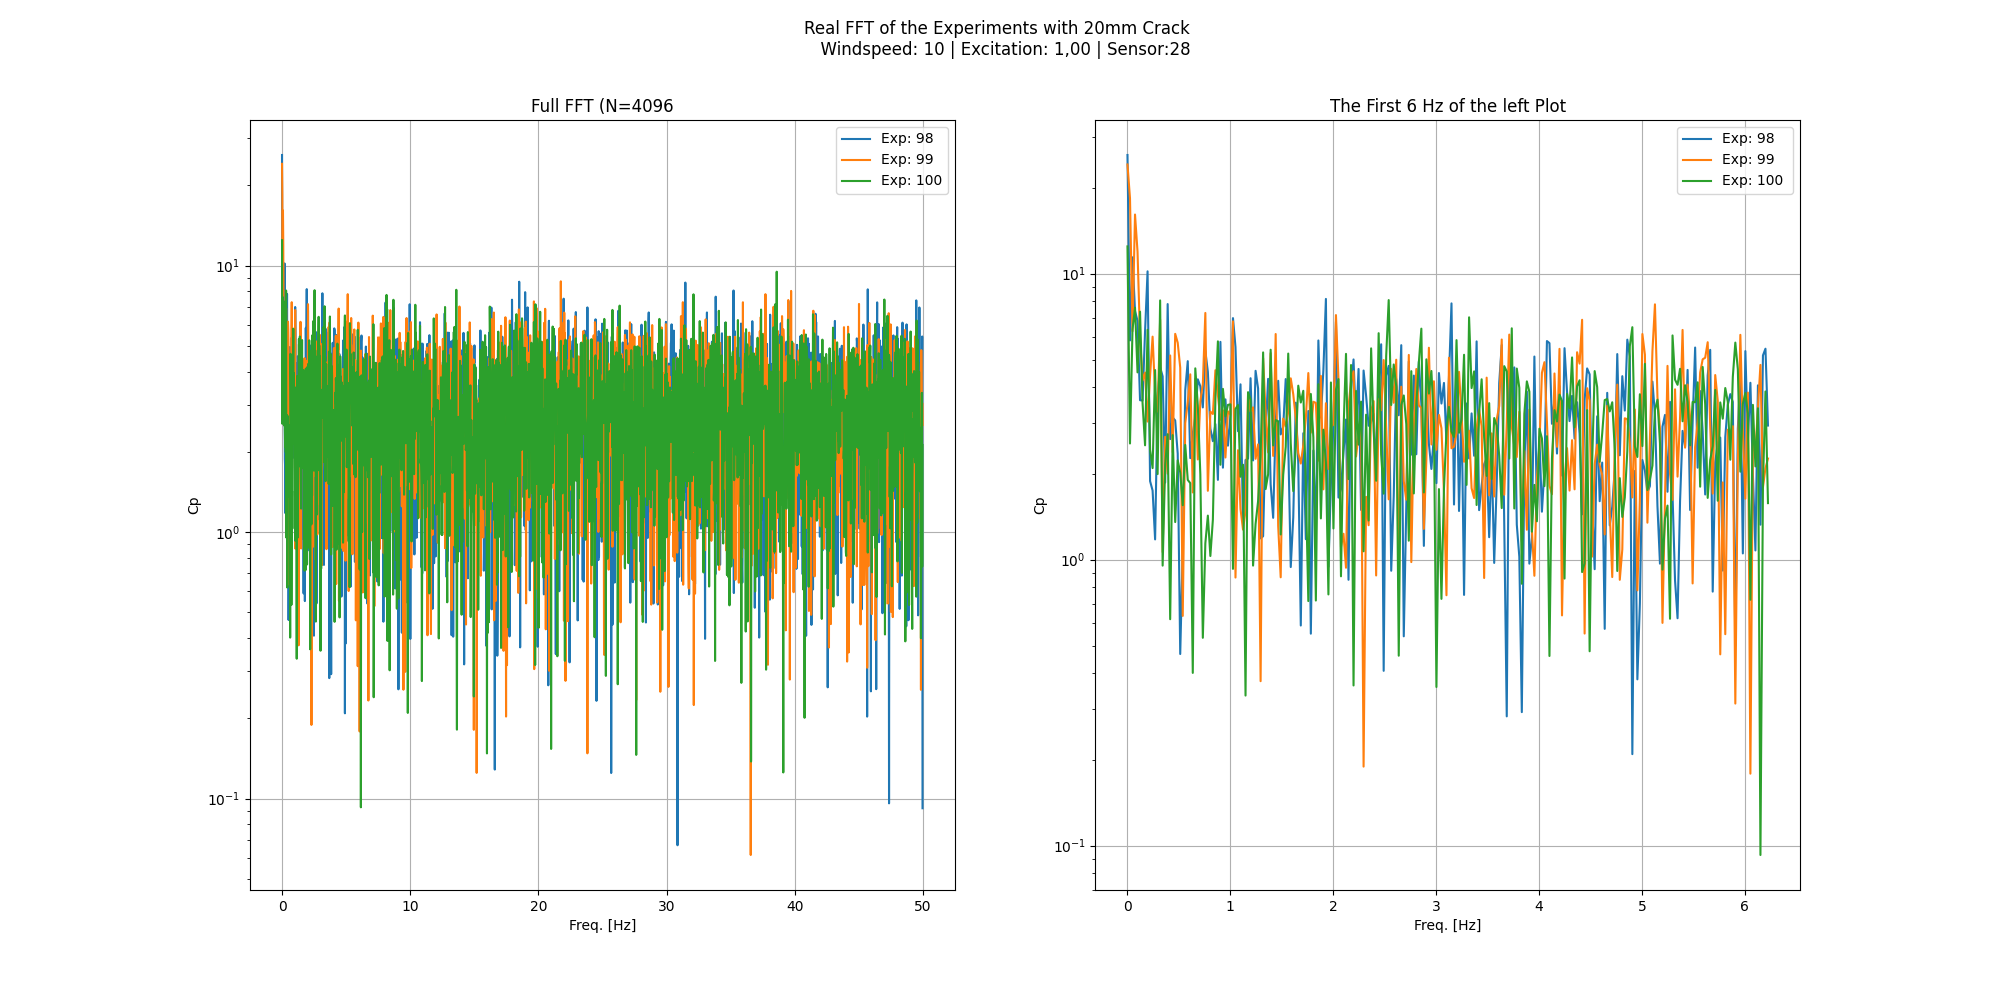 Real FFT of the Experiments with 20mm Crack
Windspeed: 10 | Excitation: 1,00 | Sensor:28
Full FFT (N=4096
Exp: 98
Exp: 99
Exp: 100
10¹
10⁰
10⁻¹
Cp
0 10 20 30 40 50
Freq. [Hz]
The First 6 Hz of the left Plot
Exp: 98
Exp: 99
Exp: 100
10¹
10⁰
10⁻¹
Cp
0 1 2 3 4 5 6
Freq. [Hz]